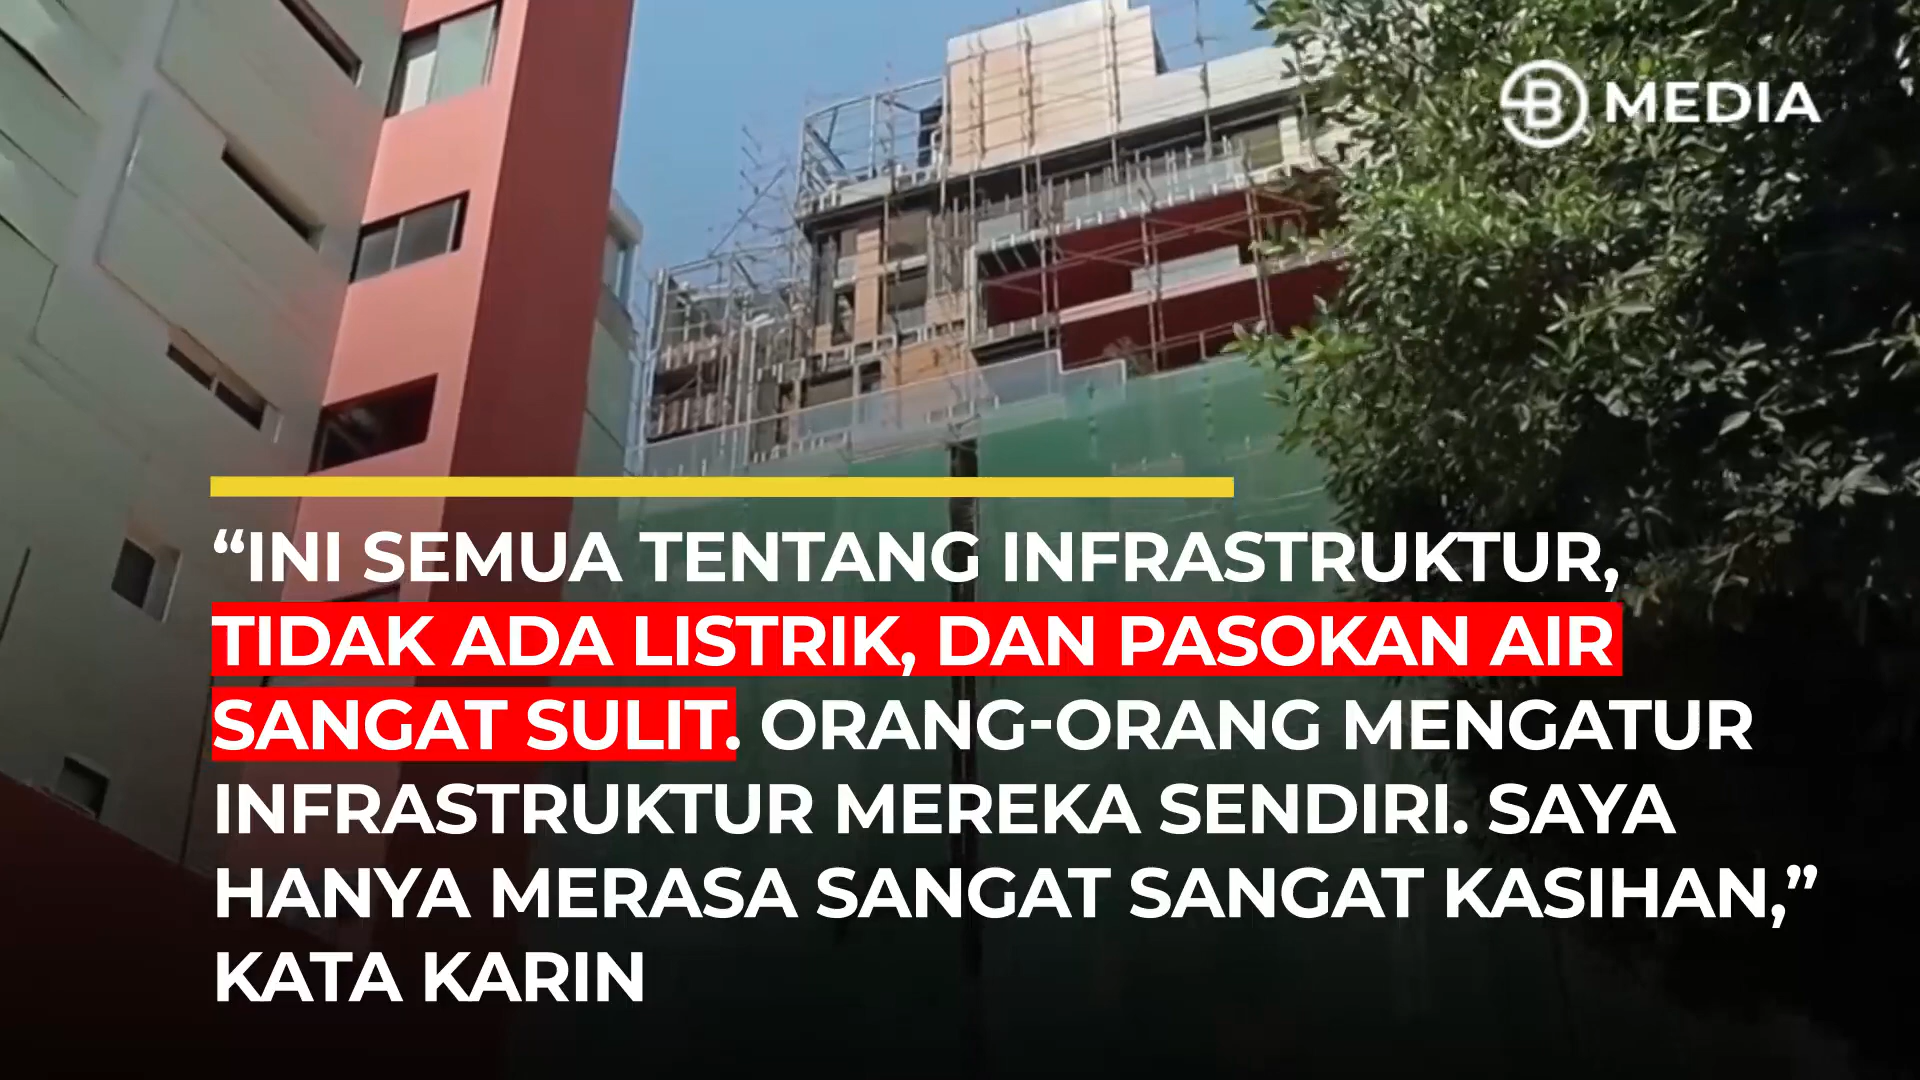 B MEDIA
“INI SEMUA TENTANG INFRASTRUKTUR,
TIDAK ADA LISTRIK, DAN PASOKAN AIR
SANGAT SULIT. ORANG-ORANG MENGATUR
INFRASTRUKTUR MEREKA SENDIRI. SAYA
HANYA MERASA SANGAT SANGAT KASIHAN,”
KATA KARIN